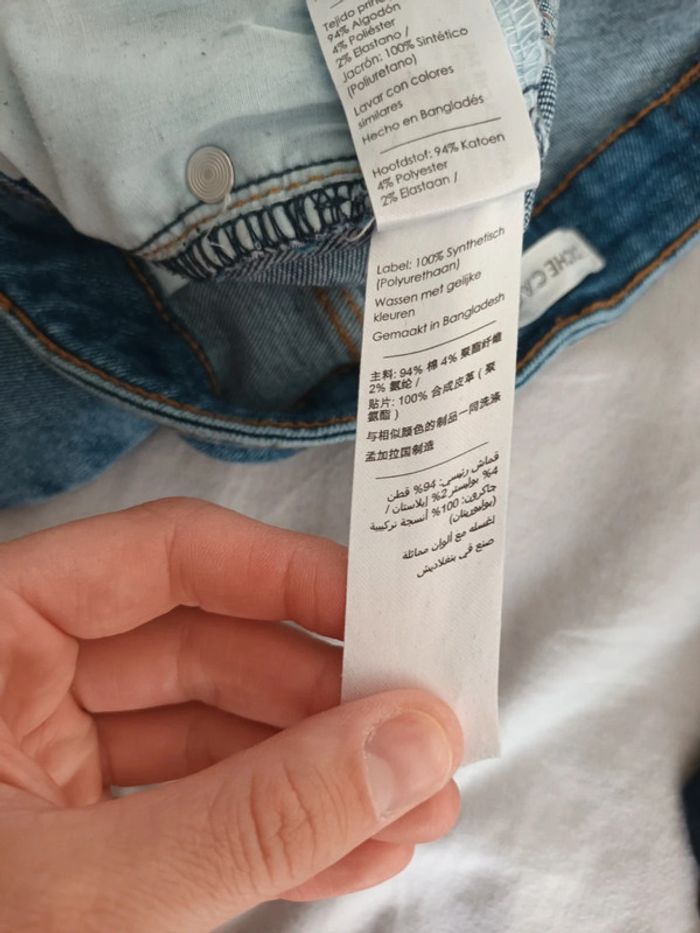 Tejido prin
94% Algodón
4% Poliéster
2% Elastano /
Jacrón: 100% Sintético
(Poliuretano)
Lavar con colores
similares
Hecho en Bangladés
Hoofdstof: 94% Katoen
4% Polyester
2% Elastaan /
Label: 100% Synthetisch
(Polyurethaan)
Wassen met gelijke
kleuren
Gemaakt in Bangladesh
主料: 94% 棉 4% 聚酯纤维
2% 氨纶 /
贴片: 100% 合成皮革 ( 聚
氨酯 )
与相似颜色的制品一同洗涤
孟加拉国制造
قماش رئيسي: 94% قطن
4% بوليستر 2% إيلاستان /
جاكرون: 100% أنسجة تركيبية
(بوليوريثان)
اغسله مع ألوان مماثلة
صنع في بنغلاديش